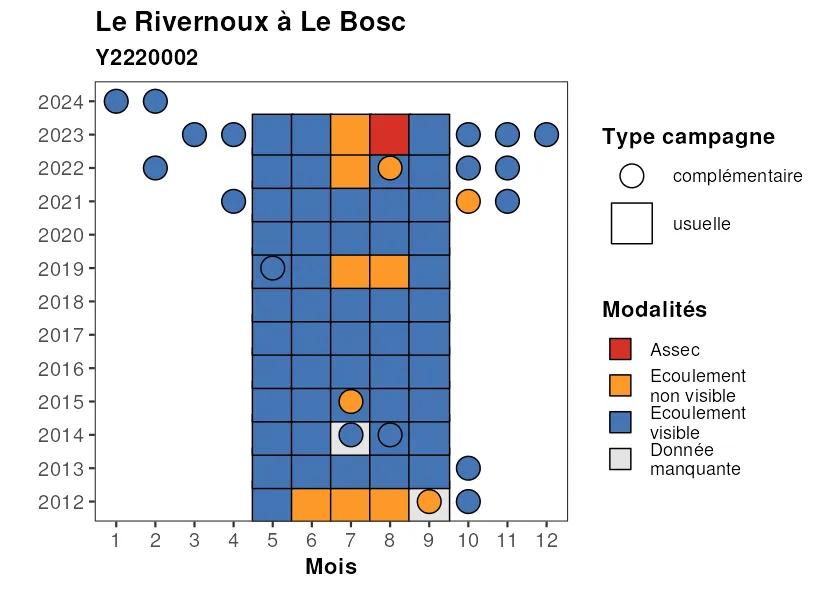 Le Rivernoux à Le Bosc
Y2220002
2024
2023
2022
2021
2020
2019
2018
2017
2016
2015
2014
2013
2012
1 2 3 4 5 6 7 8 9 10 11 12
Mois
Type campagne
complémentaire
usuelle
Modalités
Assec
Ecoulement
non visible
Ecoulement
visible
Donnée
manquante